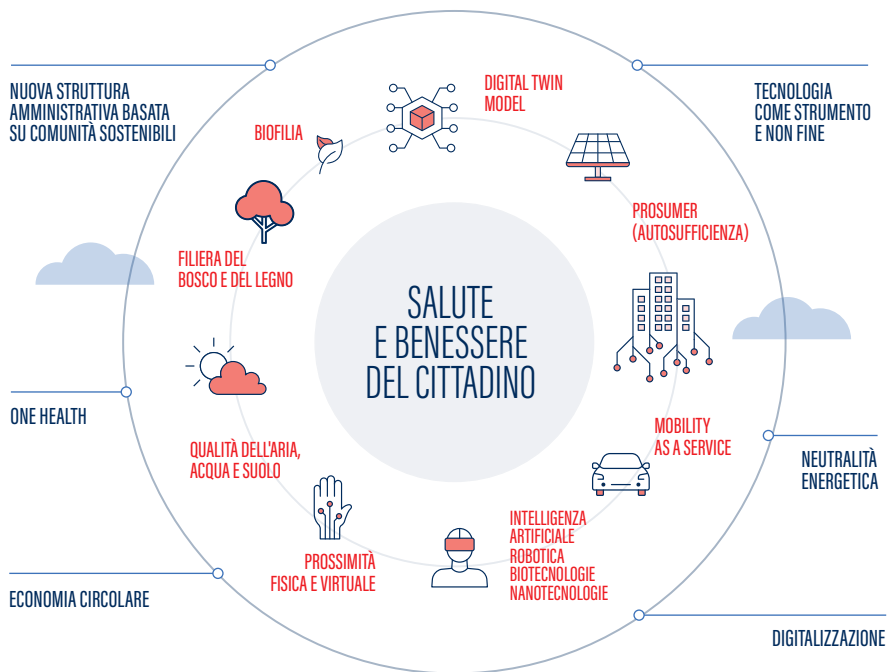 NUOVA STRUTTURA
AMMINISTRATIVA BASATA
SU COMUNITÀ SOSTENIBILI
DIGITAL TWIN
MODEL
TECNOLOGIA
COME STRUMENTO
E NON FINE
BIOFILIA
PROSUMER
(AUTOSUFFICIENZA)
FILIERA DEL
BOSCO E DEL LEGNO
SALUTE
E BENESSERE
DEL CITTADINO
ONE HEALTH
MOBILITY
AS A SERVICE
QUALITÀ DELL'ARIA,
ACQUA E SUOLO
NEUTRALITÀ
ENERGETICA
INTELLIGENZA
ARTIFICIALE
ROBOTICA
BIOTECNOLOGIE
NANOTECNOLOGIE
PROSSIMITÀ
FISICA E VIRTUALE
ECONOMIA CIRCOLARE
DIGITALIZZAZIONE